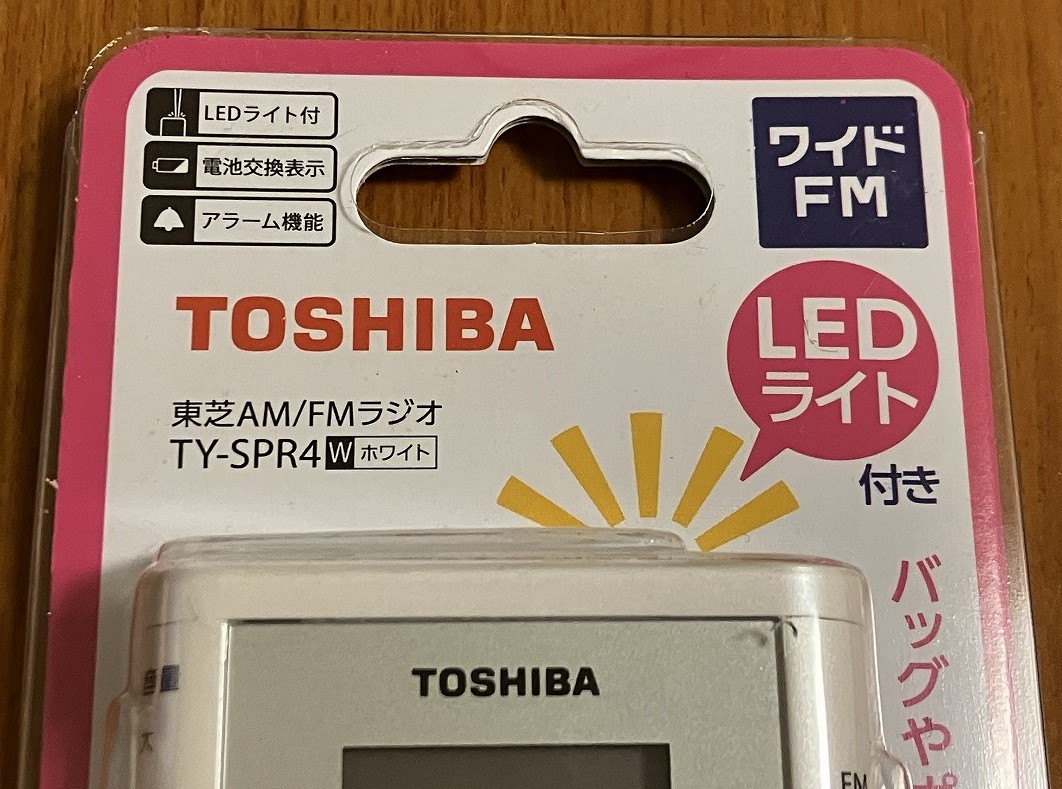 LEDライト付
電池交換表示
アラーム機能
ワイド
FM
TOSHIBA
LED
ライト
付き
東芝AM/FMラジオ
TY-SPR4 W ホワイト
バッグや
TOSHIBA
FM